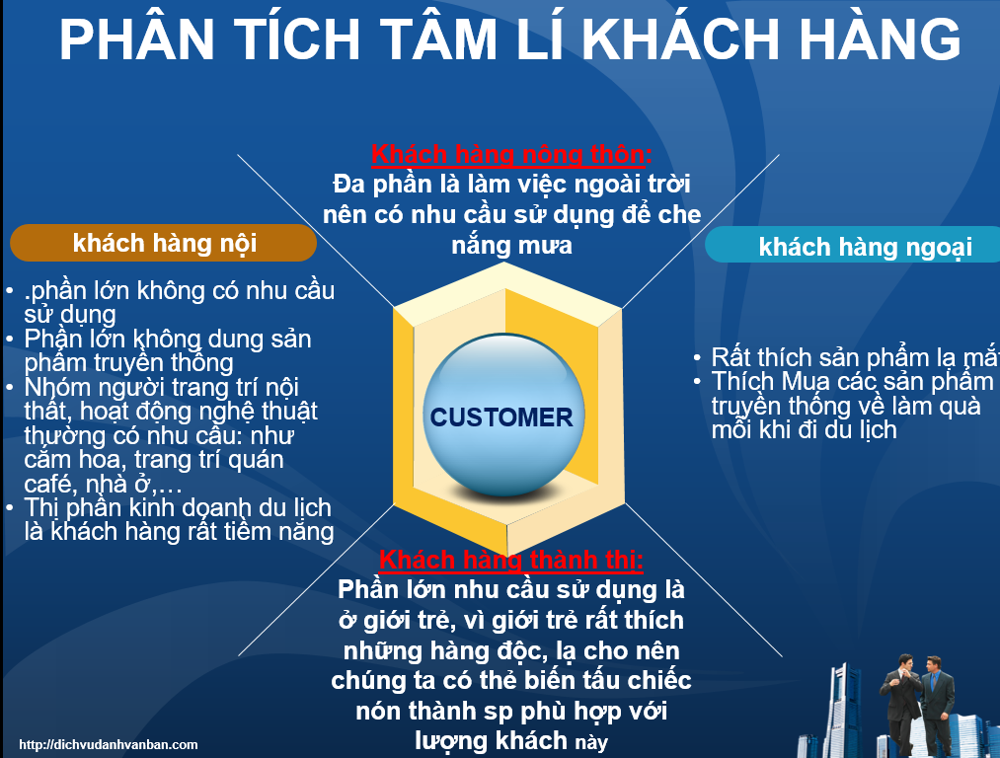 PHÂN TÍCH TÂM LÍ KHÁCH HÀNG
Khách hàng nông thôn:
Đa phần là làm việc ngoài trời
nên có nhu cầu sử dụng để che
nắng mưa
khách hàng nội
• .phần lớn không có nhu cầu
sử dụng
• Phần lớn không dung sản
phẩm truyền thống
• Nhóm người trang trí nội
thất, hoạt động nghệ thuật
thường có nhu cầu: như
cắm hoa, trang trí quán
café, nhà ở,…
• Thị phần kinh doanh du lịch
là khách hàng rất tiềm năng
CUSTOMER
khách hàng ngoại
• Rất thích sản phẩm lạ mắt
• Thích Mua các sản phẩm
truyền thống về làm quà
mỗi khi đi du lịch
Khách hàng thành thị:
Phần lớn nhu cầu sử dụng là
ở giới trẻ, vì giới trẻ rất thích
những hàng độc, lạ cho nên
chúng ta có thẻ biến tấu chiếc
nón thành sp phù hợp với
lượng khách này
http://dichvudanhvanban.com